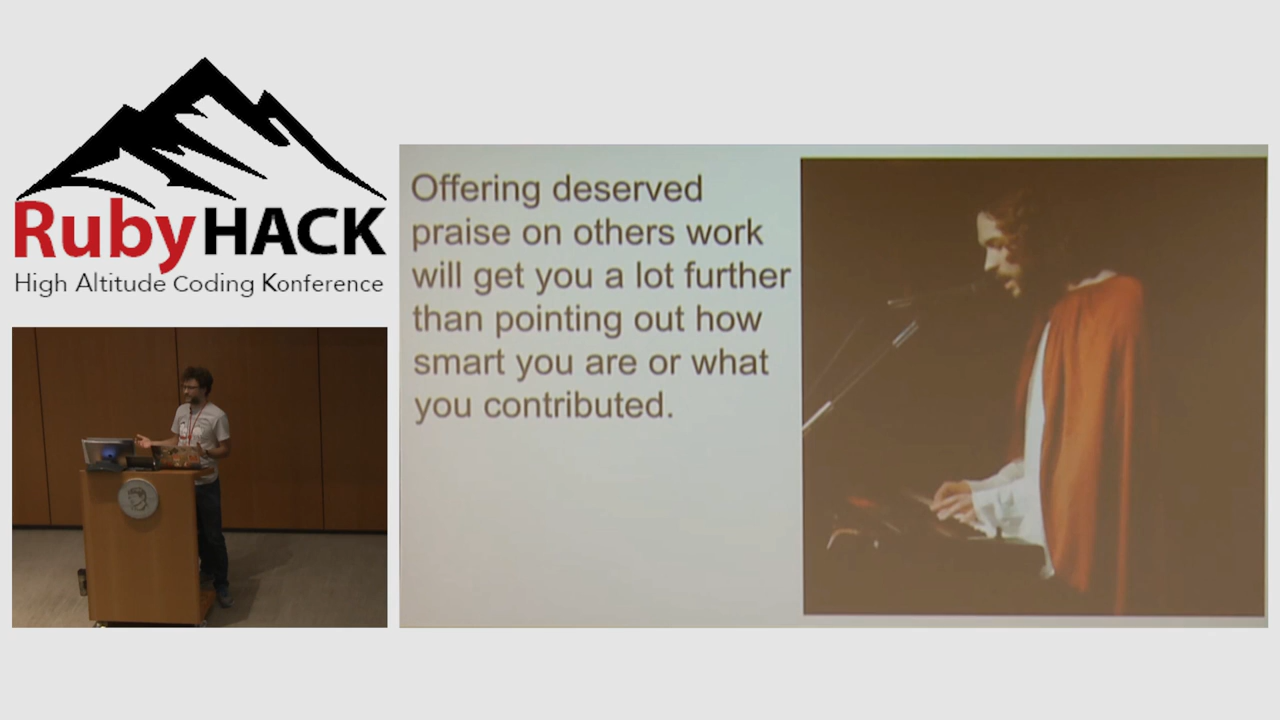 RubyHACK
High Altitude Coding Konference
Offering deserved
praise on others work
will get you a lot further
than pointing out how
smart you are or what
you contributed.